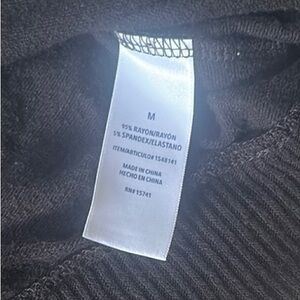 M
95% RAYON/RAYÓN
5% SPANDEX/ELASTANO
ITEM/ARTICULO# 1548141
MADE IN CHINA
HECHO EN CHINA
RN# 15741